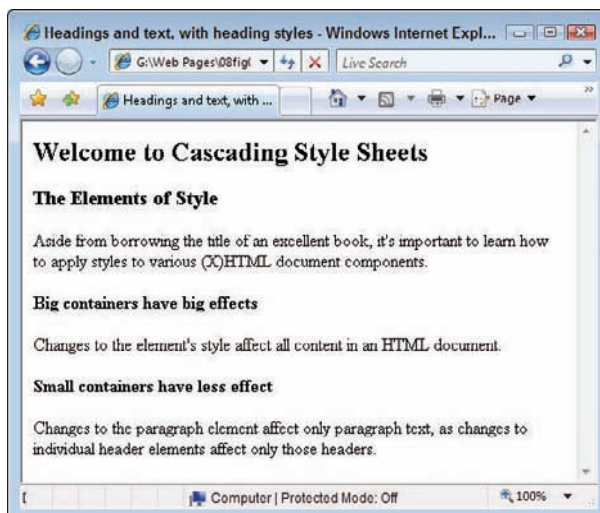 Headings and text, with heading styles - Windows Internet Expl...
G:\Web Pages\08figl
Live Search
Headings and text, with ...
Page
Welcome to Cascading Style Sheets
The Elements of Style
Aside from borrowing the title of an excellent book, it's important to learn how
to apply styles to various (X)HTML document components.
Big containers have big effects
Changes to the element's style affect all content in an HTML document.
Small containers have less effect
Changes to the paragraph element affect only paragraph text, as changes to
individual header elements affect only those headers.
Computer | Protected Mode: Off
100%